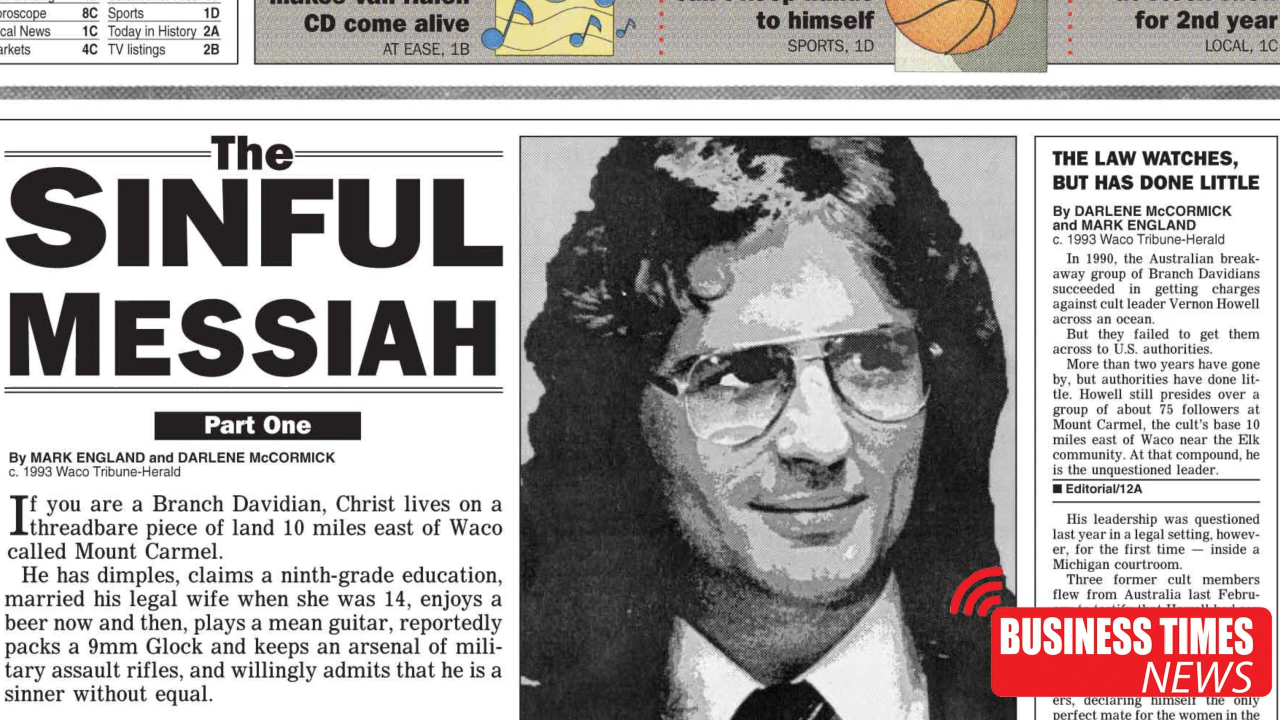 8C Sports 1D
1C Today in History 2A
4C TV listings 2B
CD come alive
AT EASE, 1B
to himself
SPORTS, 1D
for 2nd year
LOCAL, 1C
The
SINFUL
MESSIAH
Part One
By MARK ENGLAND and DARLENE McCORMICK
c. 1993 Waco Tribune-Herald
If you are a Branch Davidian, Christ lives on a
threadbare piece of land 10 miles east of Waco
called Mount Carmel.
He has dimples, claims a ninth-grade education,
married his legal wife when she was 14, enjoys a
beer now and then, plays a mean guitar, reportedly
packs a 9mm Glock and keeps an arsenal of mili-
tary assault rifles, and willingly admits that he is a
sinner without equal.
THE LAW WATCHES,
BUT HAS DONE LITTLE
By DARLENE McCORMICK
and MARK ENGLAND
c. 1993 Waco Tribune-Herald
In 1990, the Australian break-
away group of Branch Davidians
succeeded in getting charges
against cult leader Vernon Howell
across an ocean.
But they failed to get them
across to U.S. authorities.
More than two years have gone
by, but authorities have done lit-
tle. Howell still presides over a
group of about 75 followers at
Mount Carmel, the cult's base 10
miles east of Waco near the Elk
community. At that compound, he
is the unquestioned leader.
■ Editorial/12A
His leadership was questioned
last year in a legal setting, howev-
er, for the first time — inside a
Michigan courtroom.
Three former cult members
flew from Australia last Febru-
BUSINESS TIMES
NEWS
ers, declaring himself the only
perfect mate for the women in the